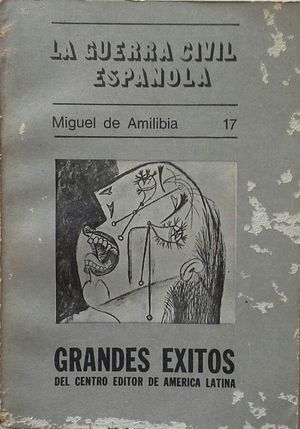 LA GUERRA CIVIL
ESPAÑOLA
Miguel de Amilibia 17
GRANDES EXITOS
DEL CENTRO EDITOR DE AMERICA LATINA